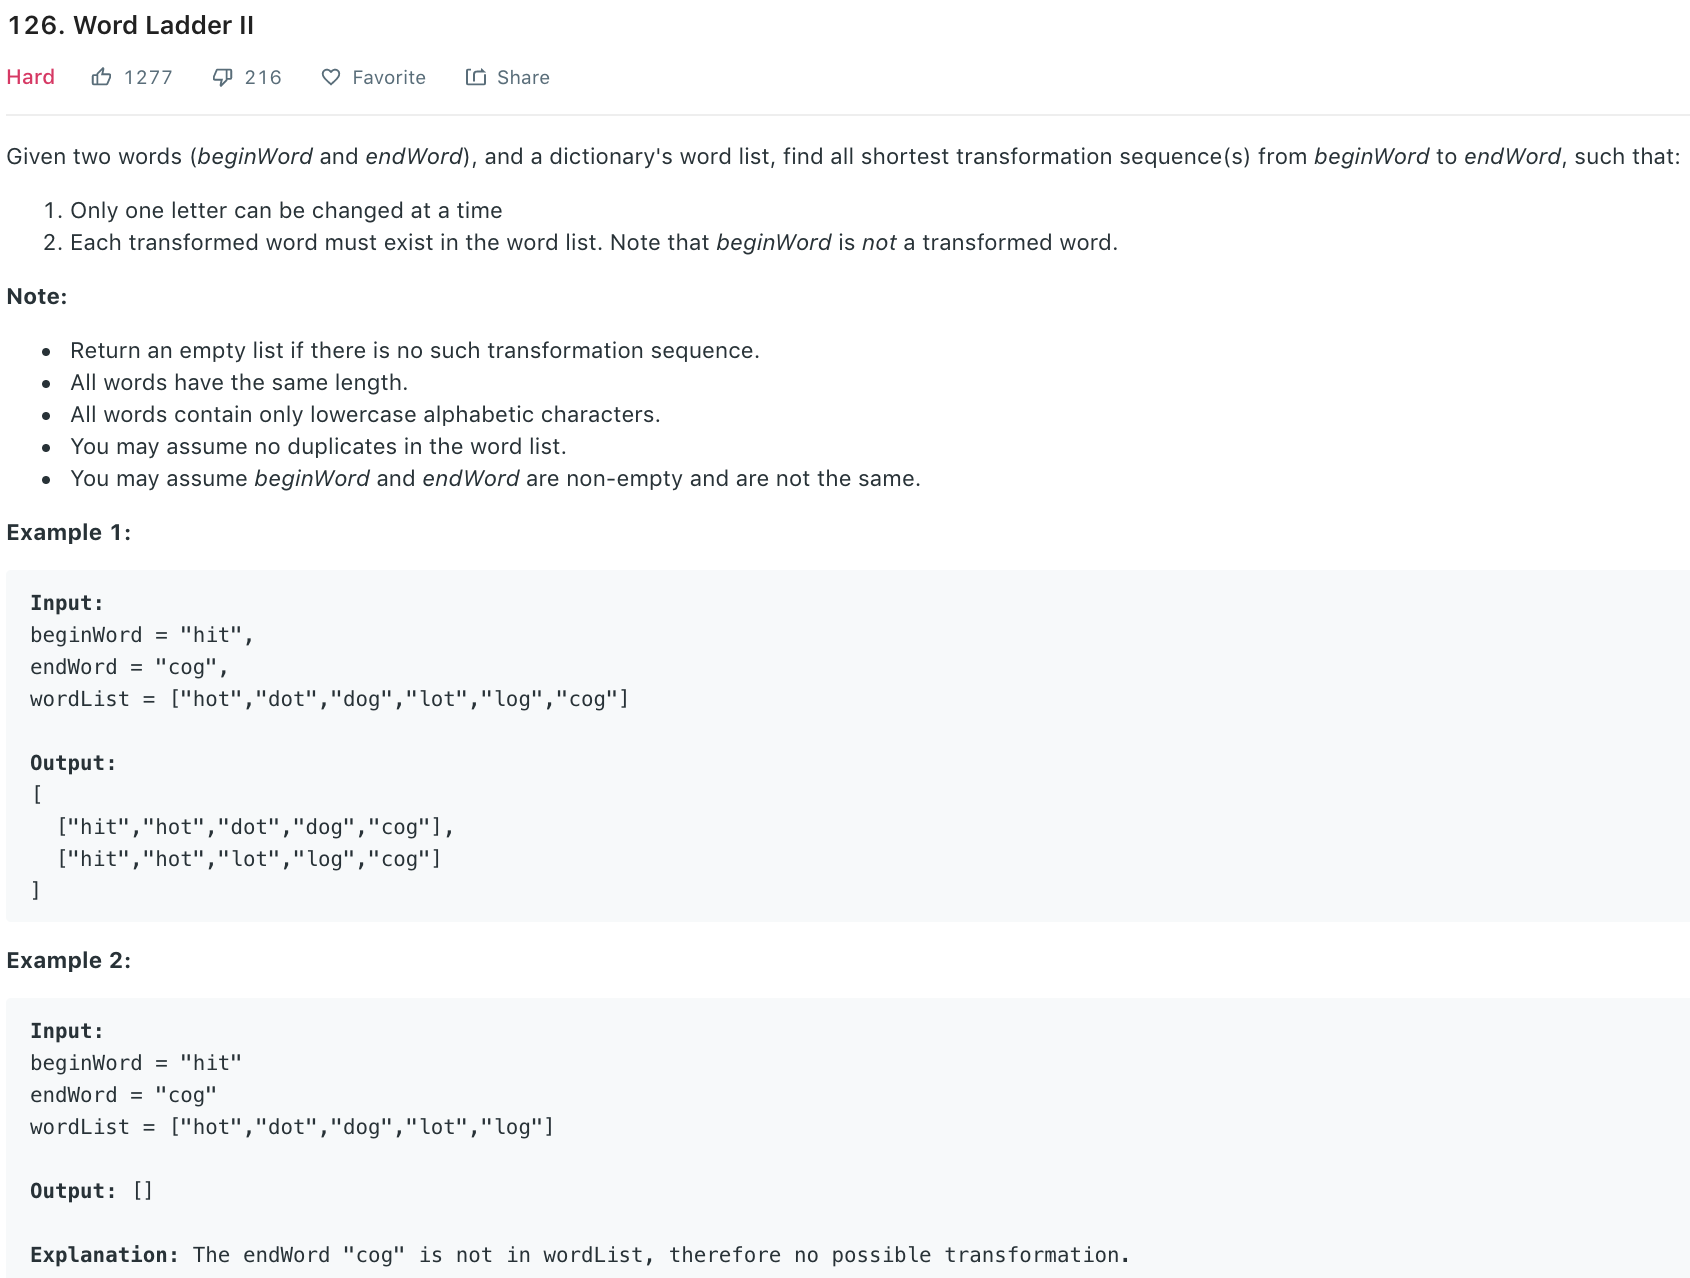 126. Word Ladder II
Hard 1277 216 Favorite Share
Given two words (beginWord and endWord), and a dictionary's word list, find all shortest transformation sequence(s) from beginWord to endWord, such that:
1. Only one letter can be changed at a time
2. Each transformed word must exist in the word list. Note that beginWord is not a transformed word.
Note:
• Return an empty list if there is no such transformation sequence.
• All words have the same length.
• All words contain only lowercase alphabetic characters.
• You may assume no duplicates in the word list.
• You may assume beginWord and endWord are non-empty and are not the same.
Example 1:
Input:
beginWord = "hit",
endWord = "cog",
wordList = ["hot","dot","dog","lot","log","cog"]
Output:
[
["hit","hot","dot","dog","cog"],
["hit","hot","lot","log","cog"]
]
Example 2:
Input:
beginWord = "hit"
endWord = "cog"
wordList = ["hot","dot","dog","lot","log"]
Output: []
Explanation: The endWord "cog" is not in wordList, therefore no possible transformation.